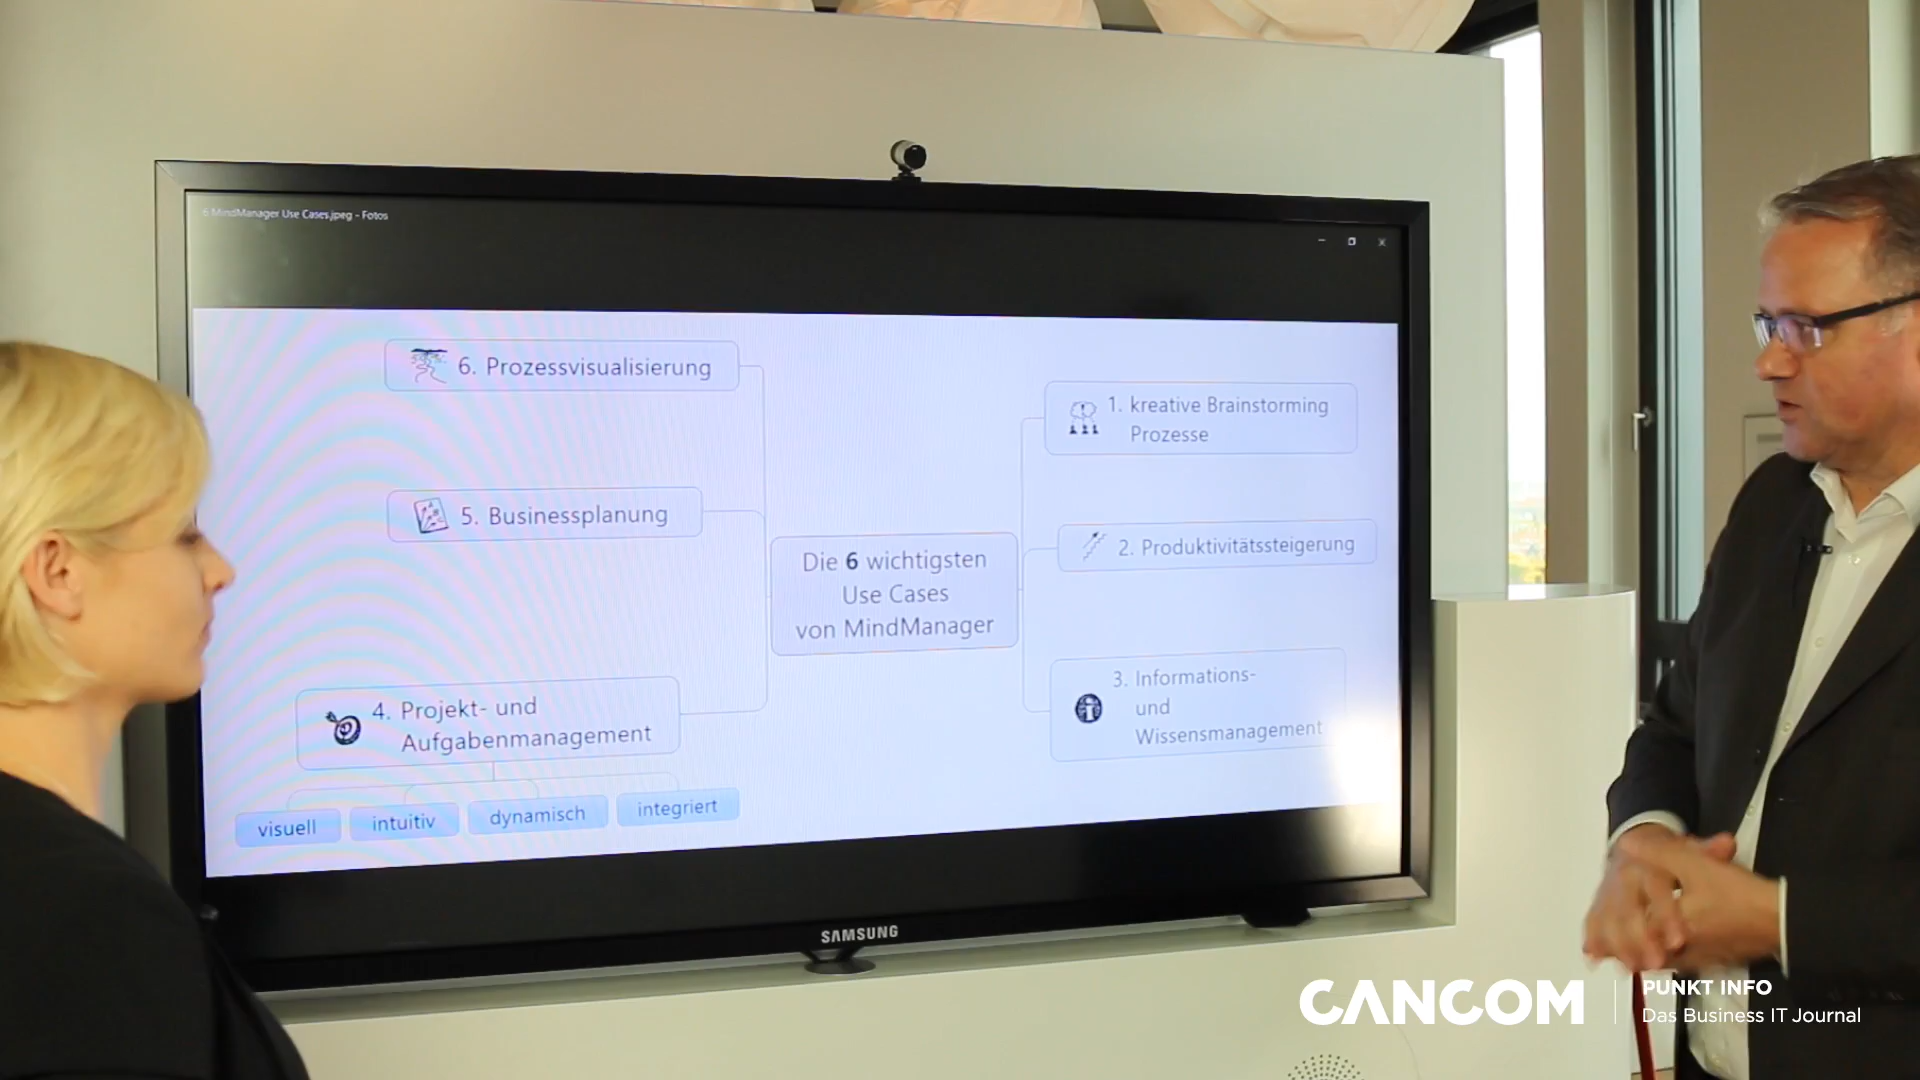 6 MindManager Use Cases.jpeg - Fotos
6. Prozessvisualisierung
1. kreative Brainstorming
Prozesse
5. Businessplanung
2. Produktivitätssteigerung
Die 6 wichtigsten
Use Cases
von MindManager
4. Projekt- und
Aufgabenmanagement
3. Informations-
und
Wissensmanagement
visuell
intuitiv
dynamisch
integriert
SAMSUNG
CANCOM
PUNKT INFO
Das Business IT Journal